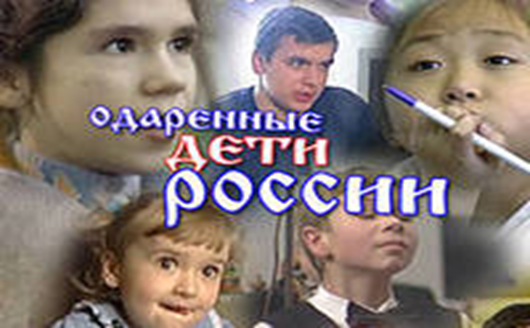 одаренные
дети
россии